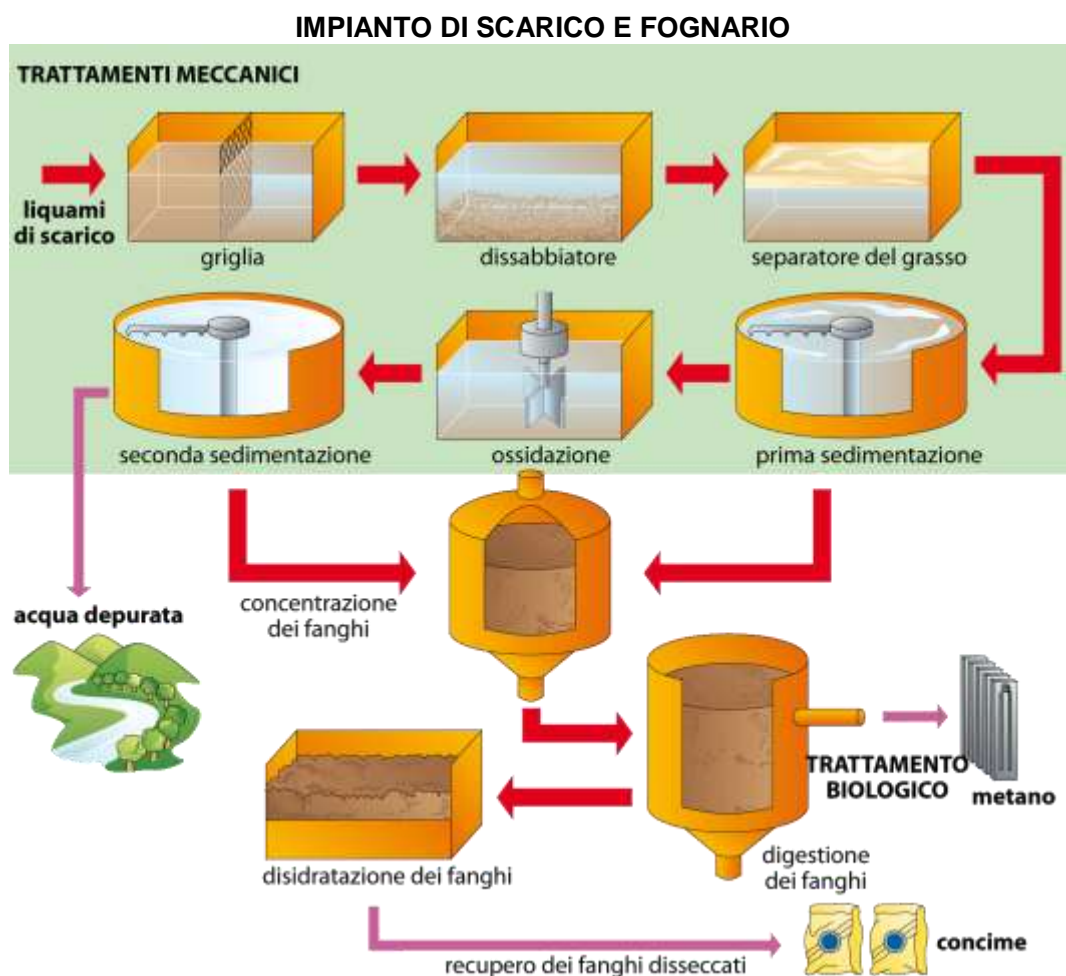 IMPIANTO DI SCARICO E FOGNARIO
TRATTAMENTI MECCANICI
liquami
di scarico
griglia
dissabbiatore
separatore del grasso
seconda sedimentazione
ossidazione
prima sedimentazione
concentrazione
dei fanghi
acqua depurata
TRATTAMENTO
BIOLOGICO
metano
digestione
dei fanghi
disidratazione dei fanghi
concime
recupero dei fanghi disseccati